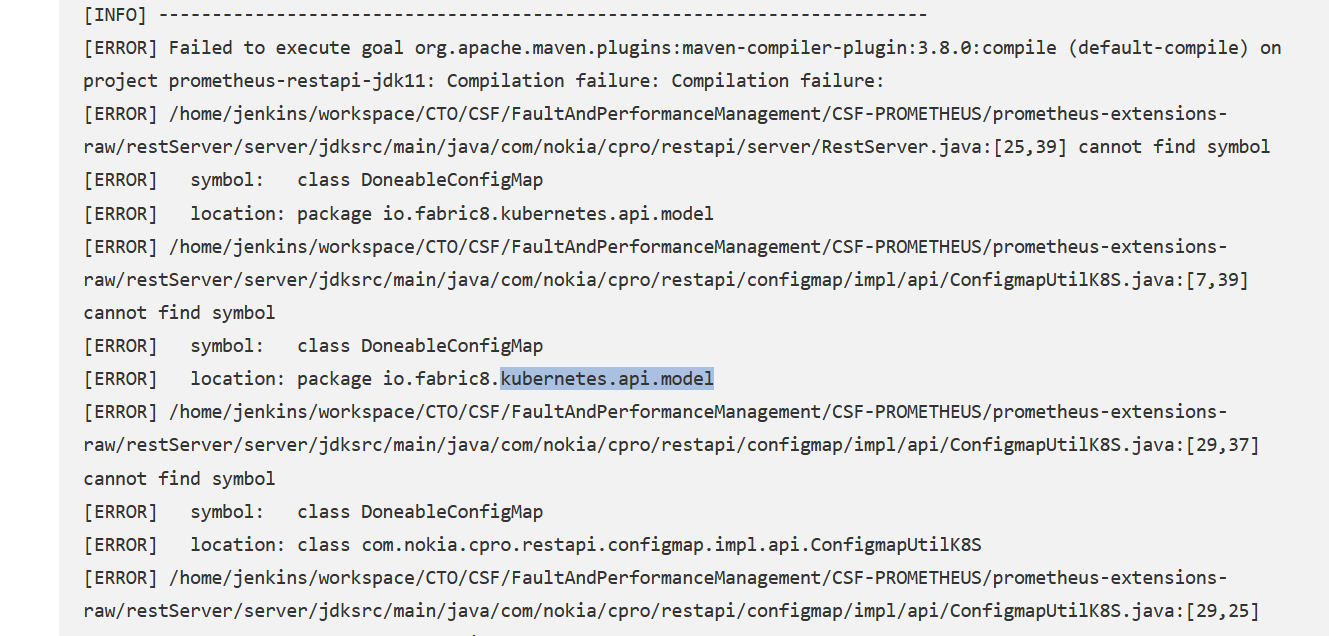 [INFO] ------------------------------------------------------------------------
[ERROR] Failed to execute goal org.apache.maven.plugins:maven-compiler-plugin:3.8.0:compile (default-compile) on
project prometheus-restapi-jdk11: Compilation failure: Compilation failure:
[ERROR] /home/jenkins/workspace/CTO/CSF/FaultAndPerformanceManagement/CSF-PROMETHEUS/prometheus-extensions-
raw/restServer/server/jdksrc/main/java/com/nokia/cpro/restapi/server/RestServer.java:[25,39] cannot find symbol
[ERROR]   symbol:   class DoneableConfigMap
[ERROR]   location: package io.fabric8.kubernetes.api.model
[ERROR] /home/jenkins/workspace/CTO/CSF/FaultAndPerformanceManagement/CSF-PROMETHEUS/prometheus-extensions-
raw/restServer/server/jdksrc/main/java/com/nokia/cpro/restapi/configmap/impl/api/ConfigmapUtilK8S.java:[7,39]
cannot find symbol
[ERROR]   symbol:   class DoneableConfigMap
[ERROR]   location: package io.fabric8.kubernetes.api.model
[ERROR] /home/jenkins/workspace/CTO/CSF/FaultAndPerformanceManagement/CSF-PROMETHEUS/prometheus-extensions-
raw/restServer/server/jdksrc/main/java/com/nokia/cpro/restapi/configmap/impl/api/ConfigmapUtilK8S.java:[29,37]
cannot find symbol
[ERROR]   symbol:   class DoneableConfigMap
[ERROR]   location: class com.nokia.cpro.restapi.configmap.impl.api.ConfigmapUtilK8S
[ERROR] /home/jenkins/workspace/CTO/CSF/FaultAndPerformanceManagement/CSF-PROMETHEUS/prometheus-extensions-
raw/restServer/server/jdksrc/main/java/com/nokia/cpro/restapi/configmap/impl/api/ConfigmapUtilK8S.java:[29,25]